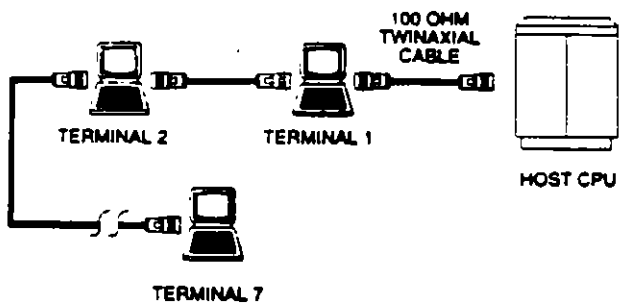 100 OHM
TWINAXIAL
CABLE
TERMINAL 2
TERMINAL 1
HOST CPU
TERMINAL 7